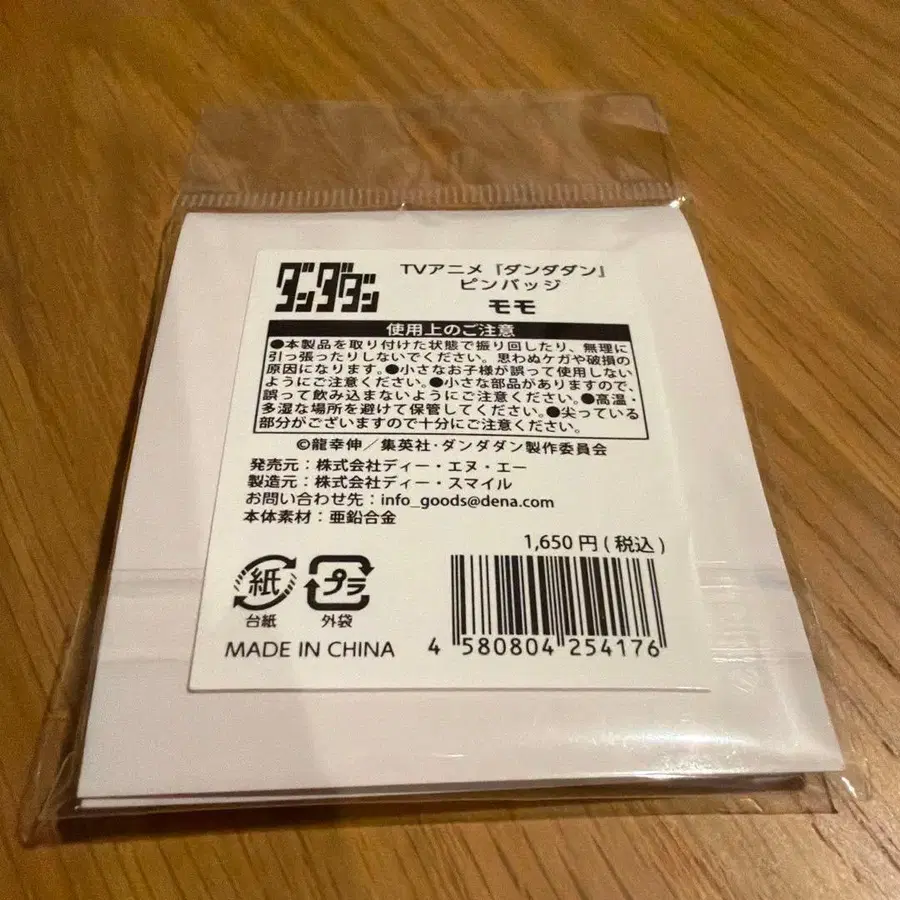 ダンダダン
TVアニメ『ダンダダン』
ピンバッジ
モモ
使用上のご注意
●本製品を取り付けた状態で振り回したり、無理に
引っ張ったりしないでください。思わぬケガや破損の
原因になります。●小さなお子様が誤って使用しない
ようにご注意ください。●小さな部品がありますので、
誤って飲み込まないようにご注意ください。●高温・
多湿な場所を避けて保管してください。●尖っている
部分がございますので十分にご注意ください。
©龍幸伸／集英社・ダンダダン製作委員会
発売元：株式会社ディー・エヌ・エー
製造元：株式会社ディー・スマイル
お問い合わせ先：info_goods@dena.com
本体素材：亜鉛合金
1,650円(税込)
紙
台紙
プラ
外袋
MADE IN CHINA
4 580804 254176